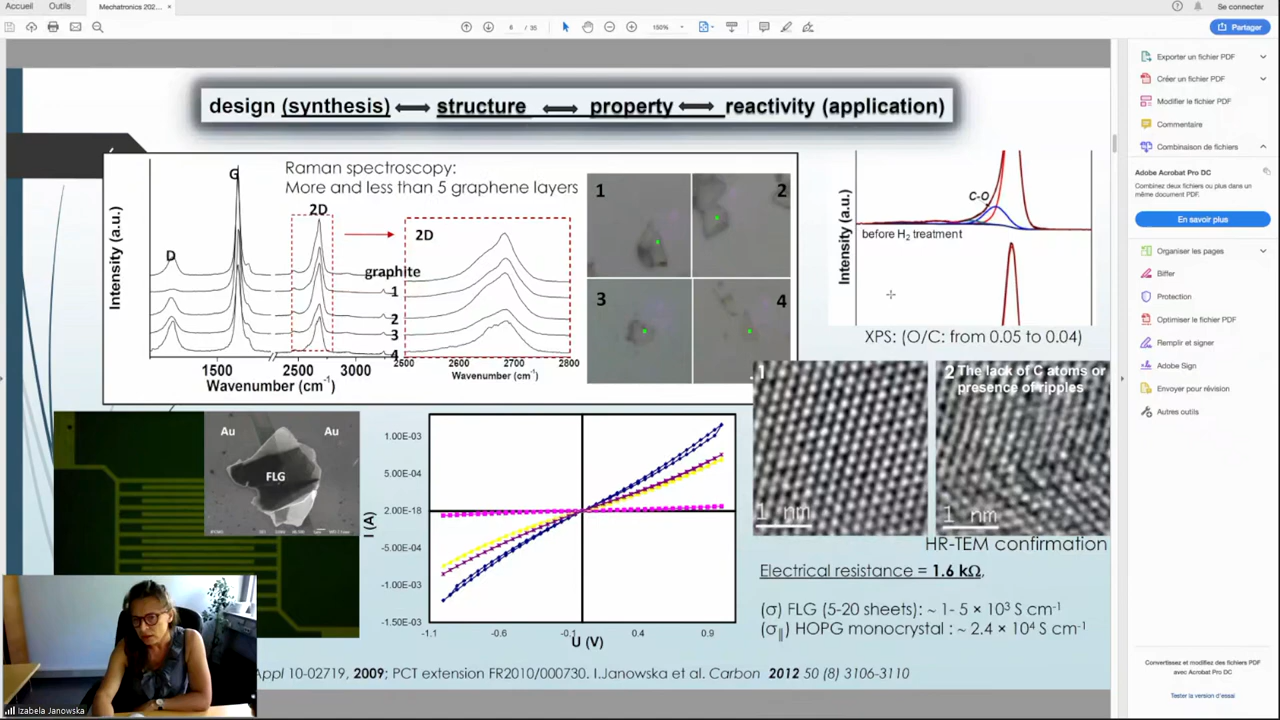 Accueil
Outils
Mechatronics 202...
×
Se connecter
6 / 35
150%
Partager
design (synthesis) ⟺ structure ⟺ property ⟺ reactivity (application)
Raman spectroscopy:
More and less than 5 graphene layers
Intensity (a.u.)
G
D
2D
2D
graphite
1
2
3
4
1500
2500
3000
Wavenumber (cm-1)
2600
2700
2800
Wavenumber (cm-1)
1
2
3
4
Intensity (a.u.)
C-O
before H2 treatment
XPS: (O/C: from 0.05 to 0.04)
1
1 nm
2 The lack of C atoms or
presence of ripples
1 nm
HR-TEM confirmation
Au
Au
FLG
I (A)
1.00E-03
5.00E-04
2.00E-18
-5.00E-04
-1.00E-03
-1.50E-03
-1.1
-0.6
-0.1
0.4
0.9
U (V)
Electrical resistance = 1.6 kΩ,
(σ) FLG (5-20 sheets): ~ 1- 5 × 10³ S cm-1
(σ∥) HOPG monocrystal : ~ 2.4 × 10⁴ S cm-1
Appl 10-02719, 2009; PCT exten
0730. I.Janowska et al. Carbon, 2012
(8) 3106-3110
Izabela Janowska
Exporter un fichier PDF
Créer un fichier PDF
Modifier le fichier PDF
Commentaire
Combinaison de fichiers
Adobe Acrobat Pro DC
Combinez deux fichiers ou plus dans un
même document PDF.
En savoir plus
Organiser les pages
Biffer
Protection
Optimiser le fichier PDF
Remplir et signer
Adobe Sign
Envoyer pour révision
Autres outils
Convertissez et modifiez des fichiers PDF
avec Acrobat Pro DC
Tester la version d'essai